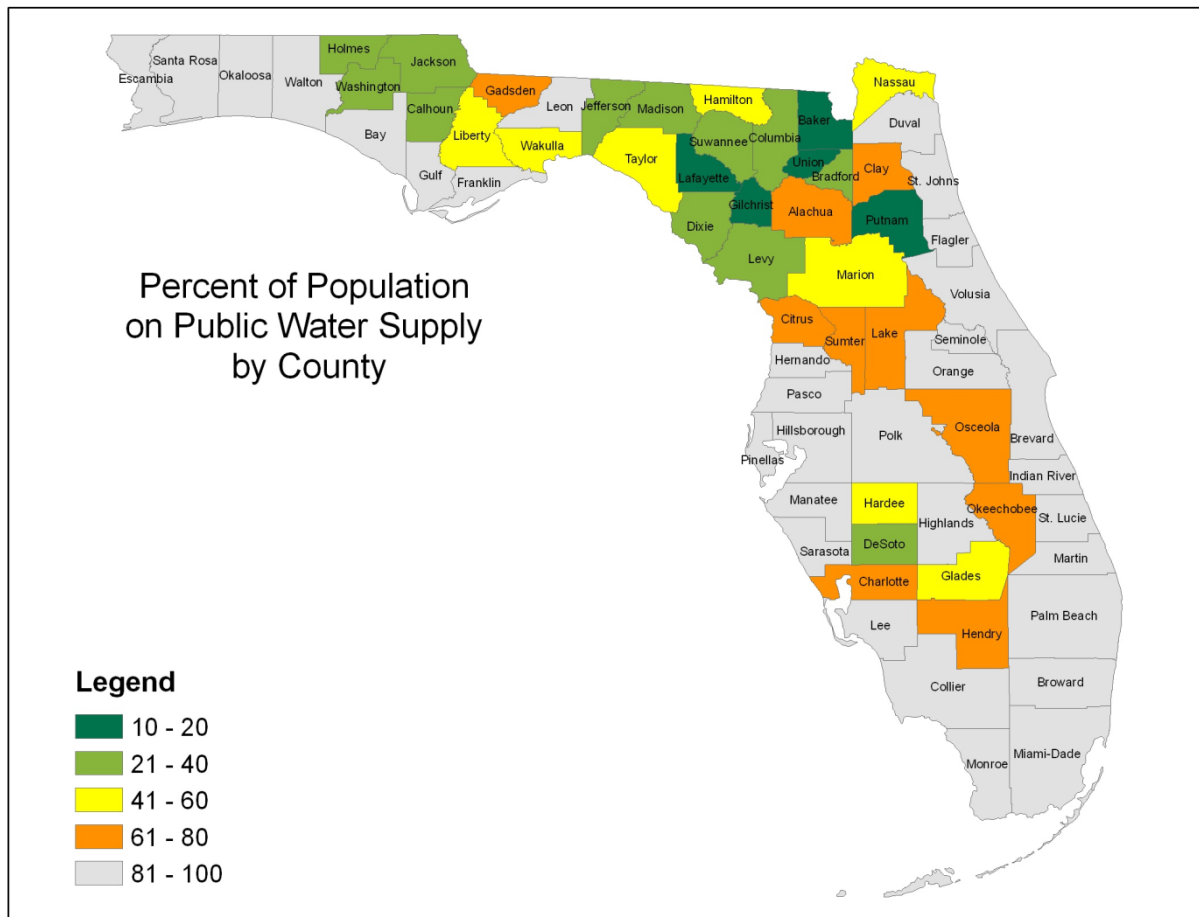 Percent of Population
on Public Water Supply
by County
Escambia
Santa Rosa
Okaloosa
Walton
Holmes
Washington
Jackson
Bay
Calhoun
Gulf
Gadsden
Liberty
Franklin
Leon
Wakulla
Jefferson
Madison
Taylor
Hamilton
Suwannee
Lafayette
Dixie
Columbia
Gilchrist
Levy
Baker
Union
Bradford
Alachua
Nassau
Duval
Clay
St. Johns
Putnam
Flagler
Marion
Volusia
Citrus
Sumter
Lake
Seminole
Hernando
Orange
Pasco
Hillsborough
Pinellas
Polk
Osceola
Brevard
Indian River
Manatee
Hardee
Highlands
Okeechobee
St. Lucie
Sarasota
DeSoto
Martin
Charlotte
Glades
Lee
Hendry
Palm Beach
Collier
Broward
Monroe
Miami-Dade
Legend
10 - 20
21 - 40
41 - 60
61 - 80
81 - 100